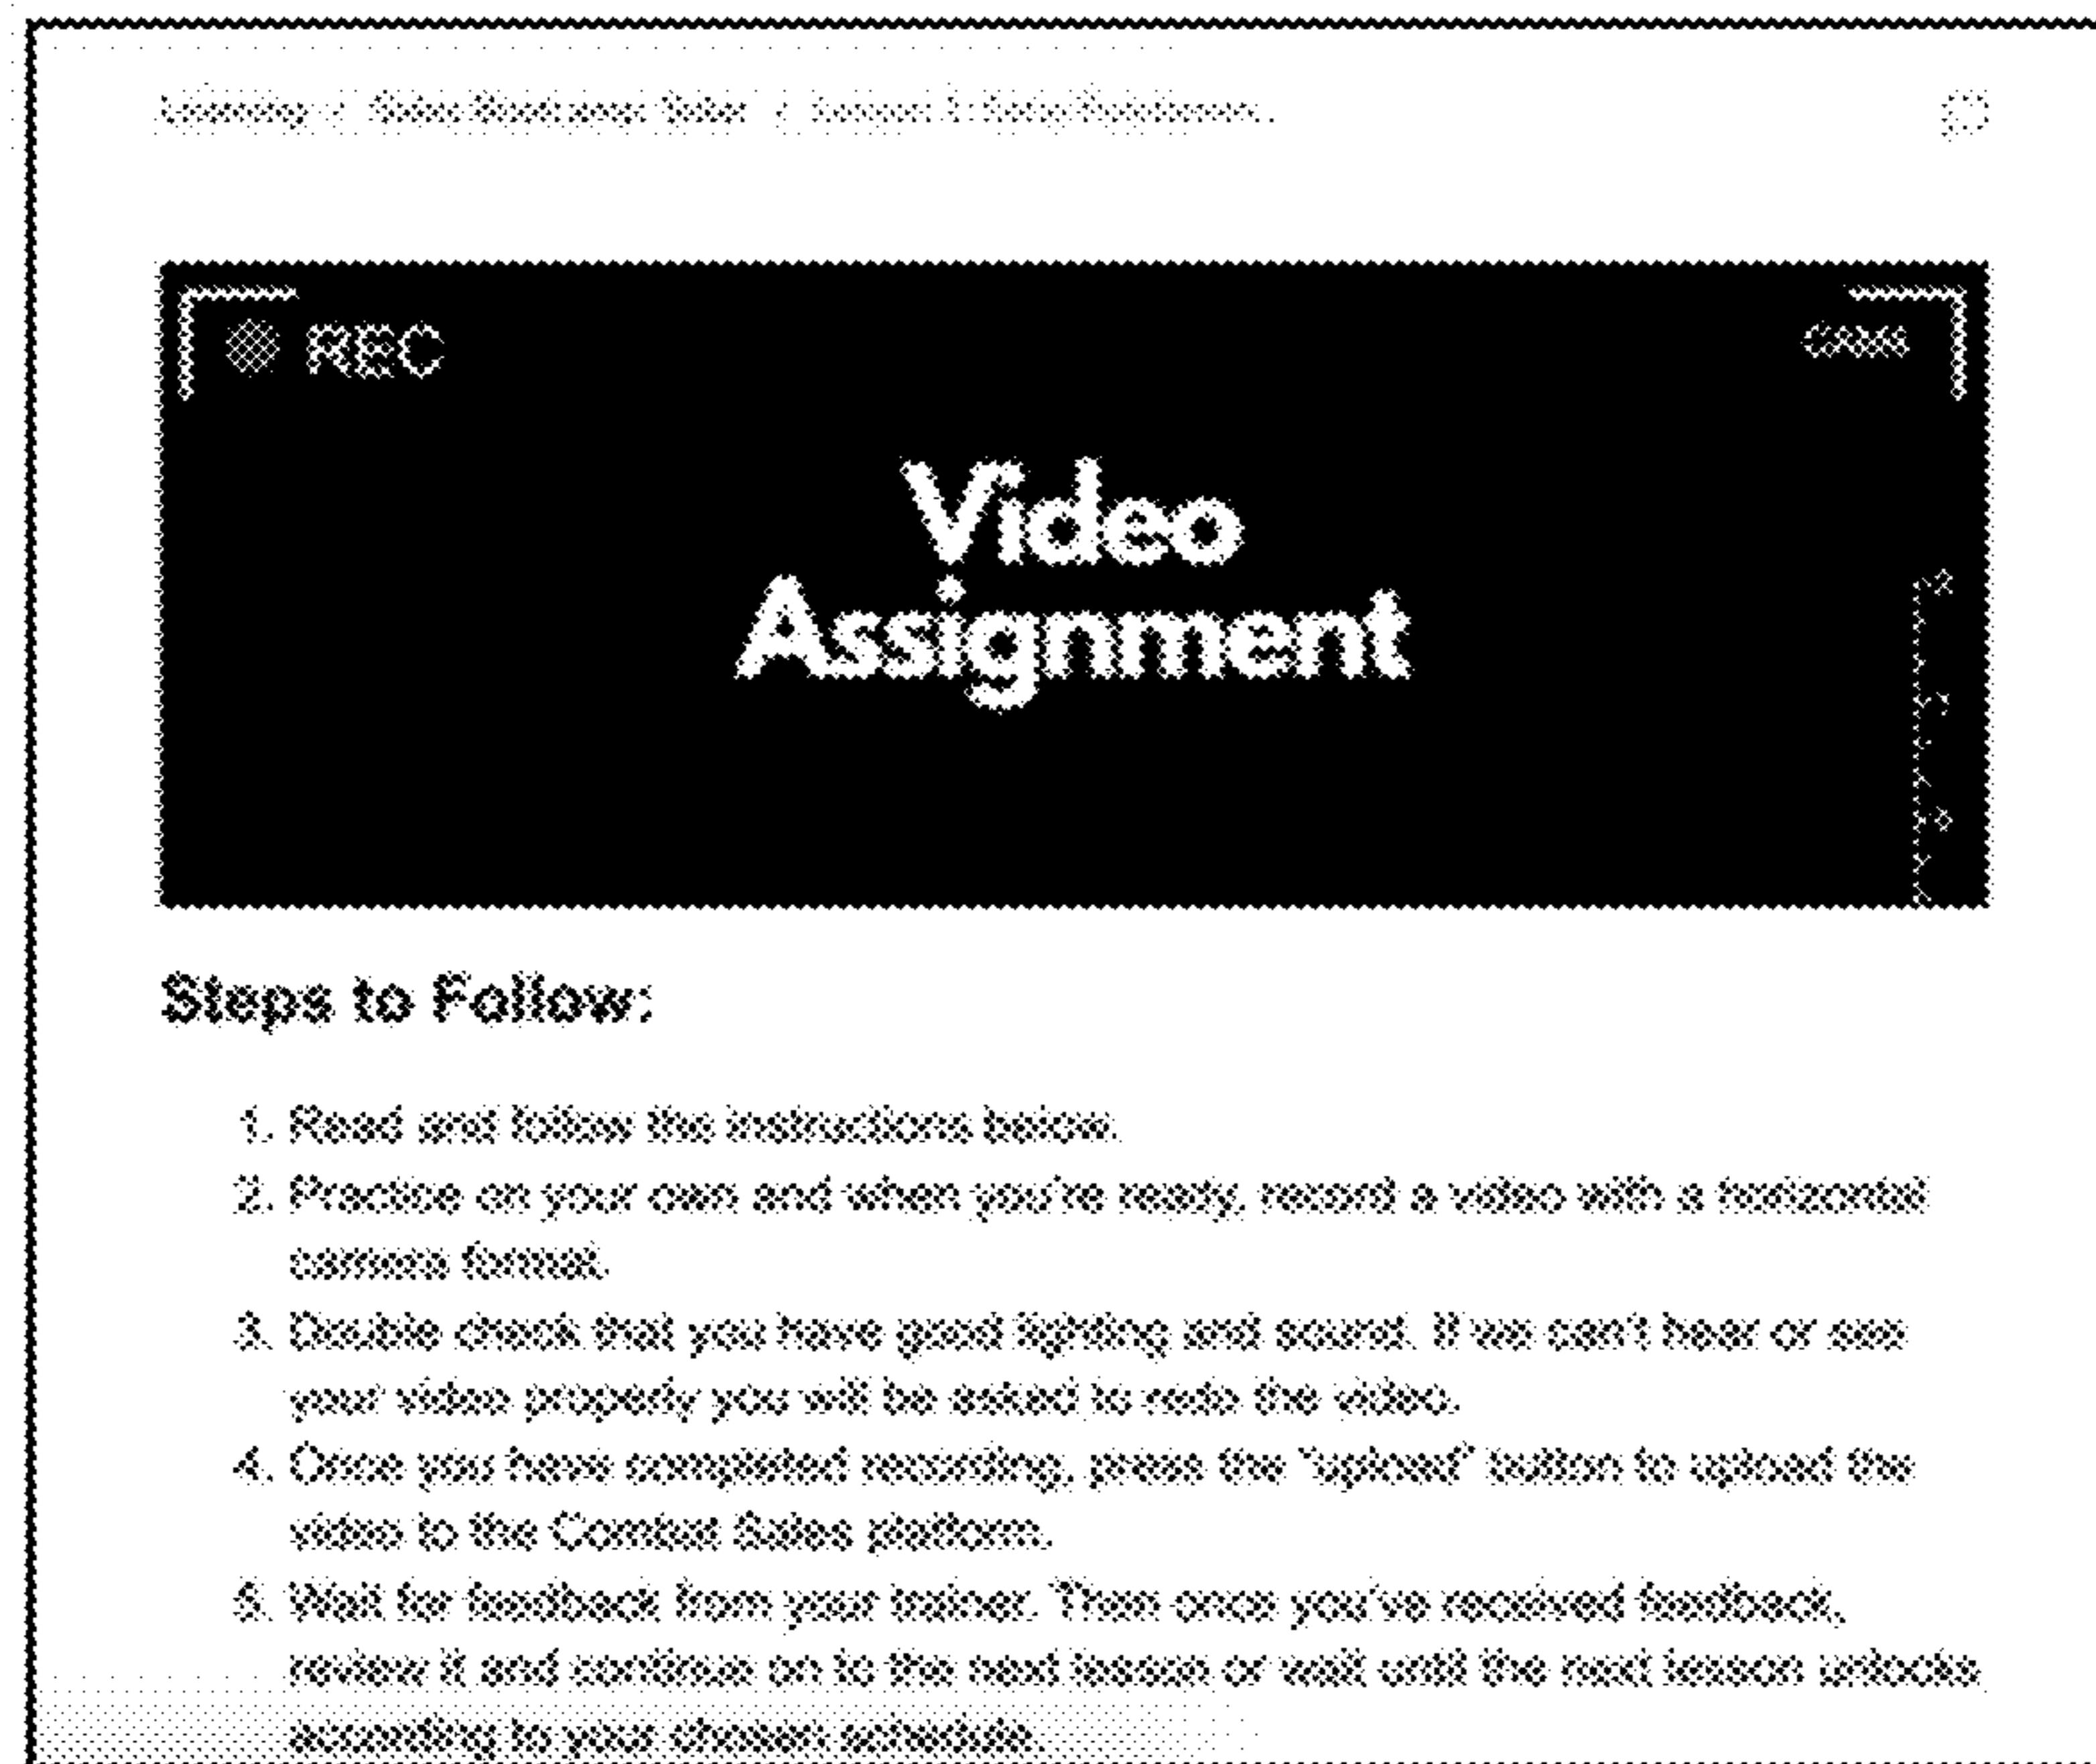 REC
Video
Assignment
Steps to Follow:
1. Read and follow the instructions below.
2. Practice on your own and when you're ready, record a video with a horizontal
camera format.
3. Double check that you have good lighting and sound. If we can't hear or see
your video properly you will be asked to redo the video.
4. Once you have completed recording, press the "upload" button to upload the
video to the Combat Sales platform.
5. Wait for feedback from your trainer. Then once you've received feedback,
review it and continue on to the next lesson or wait until the next lesson unlocks
according to your chosen schedule.